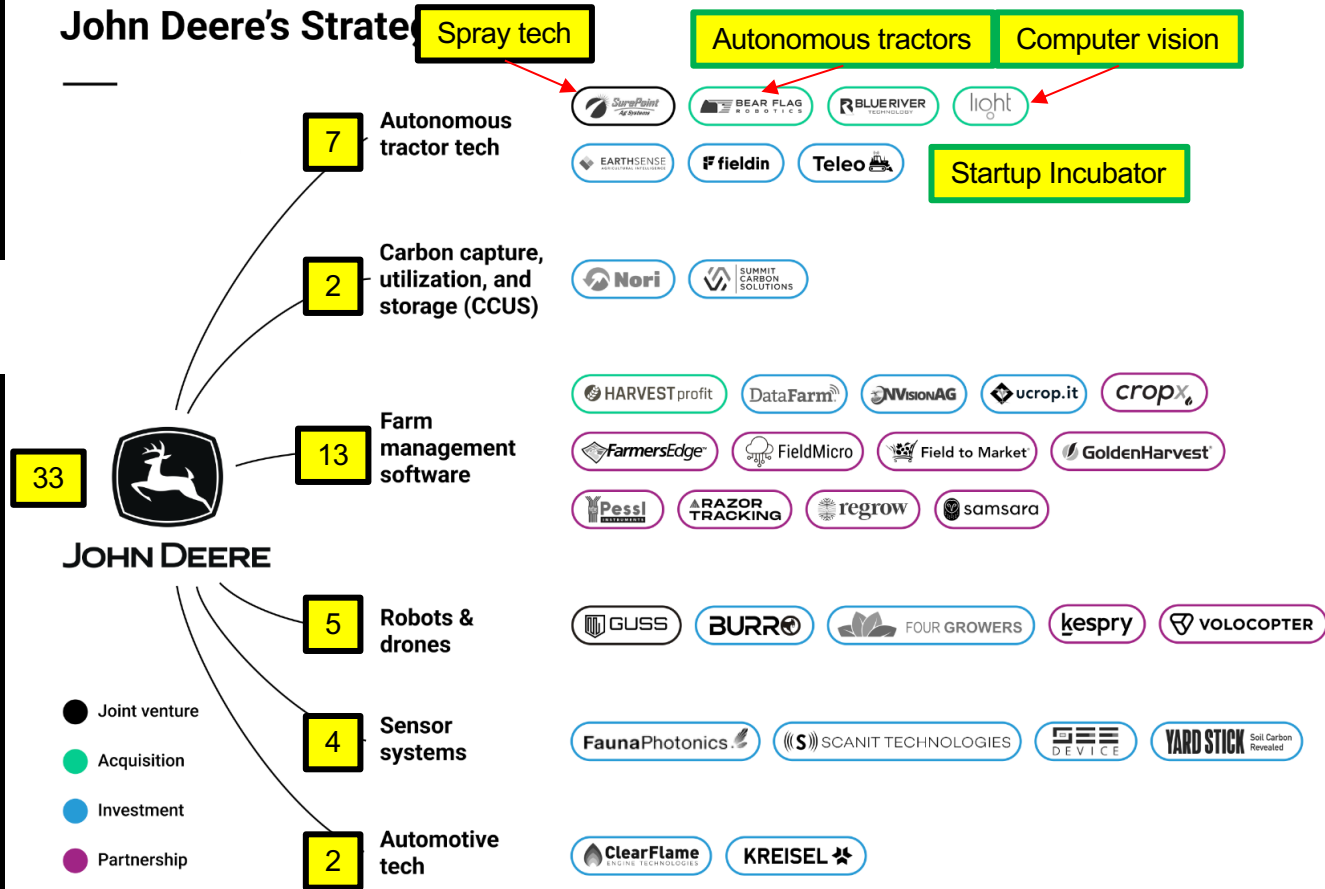 John Deere's Strateg
Spray tech
Autonomous tractors
Computer vision
7
Autonomous
tractor tech
SurePoint
Ag Systems
BEAR FLAG
ROBOTICS
BLUE RIVER
TECHNOLOGY
light
EARTHSENSE
AGRICULTURAL INTELLIGENCE
fieldin
Teleo
Startup Incubator
2
Carbon capture,
utilization, and
storage (CCUS)
Nori
SUMMIT
CARBON
SOLUTIONS
33
JOHN DEERE
13
Farm
management
software
HARVEST profit
DataFarm
ENVISIONAG
ucrop.it
cropx
FarmersEdge
FieldMicro
Field to Market
GoldenHarvest
Pessl
INSTRUMENTS
RAZOR
TRACKING
regrow
samsara
5
Robots &
drones
GUSS
BURRO
FOUR GROWERS
kespry
VOLOCOPTER
4
Sensor
systems
FaunaPhotonics
((S)) SCANIT TECHNOLOGIES
SEE
DEVICE
YARD STICK
Soil Carbon
Revealed
2
Automotive
tech
ClearFlame
ENGINE TECHNOLOGIES
KREISEL
Joint venture
Acquisition
Investment
Partnership